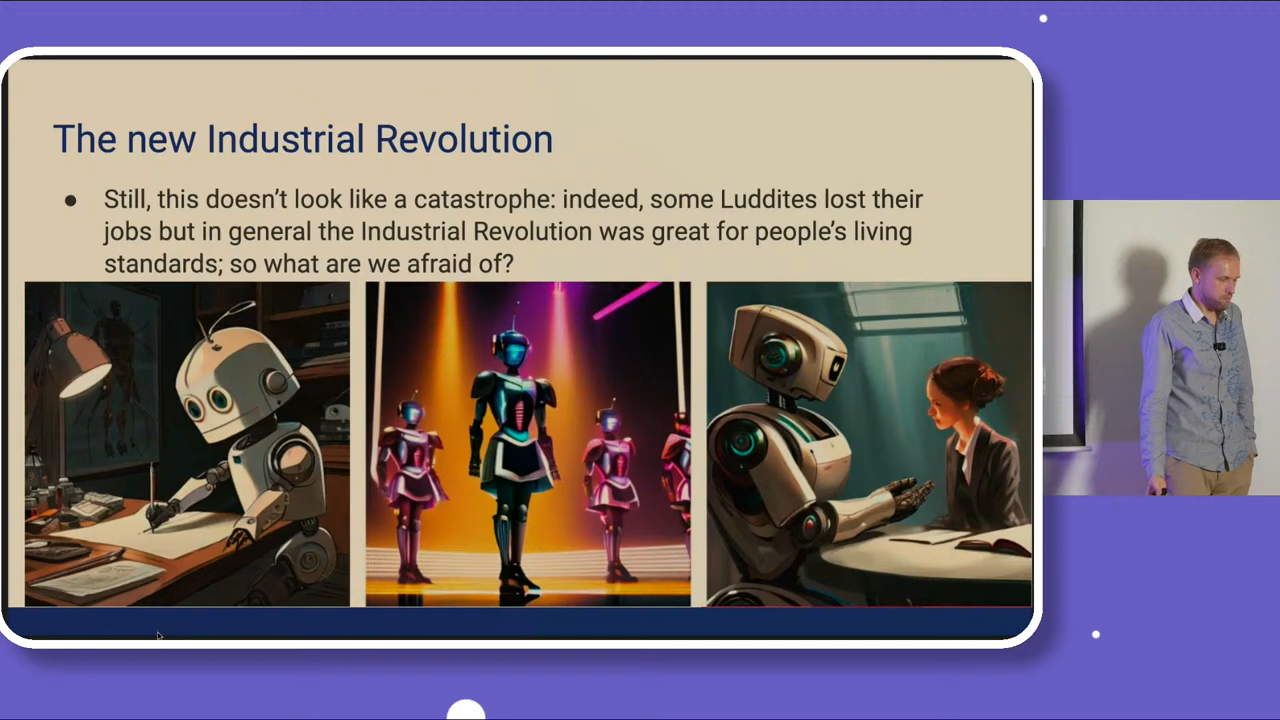 The new Industrial Revolution
● Still, this doesn’t look like a catastrophe: indeed, some Luddites lost their
jobs but in general the Industrial Revolution was great for people’s living
standards; so what are we afraid of?